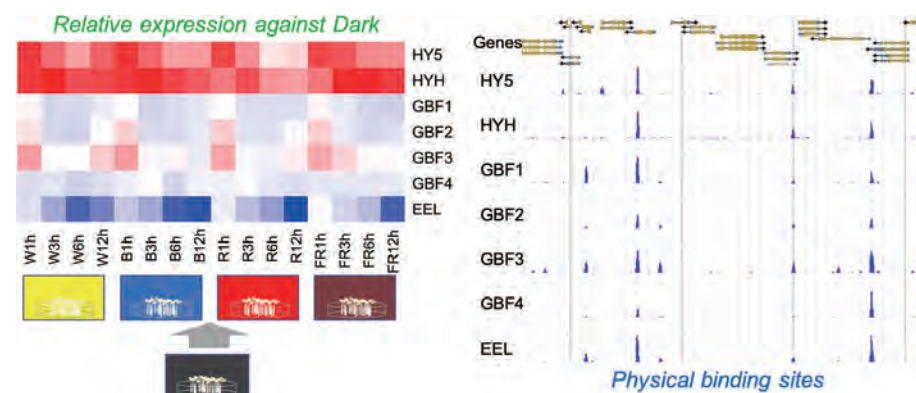 Relative expression against Dark
HY5
HYH
GBF1
GBF2
GBF3
GBF4
EEL
W1h
W3h
W6h
W12h
B1h
B3h
B6h
B12h
R1h
R3h
R6h
R12h
FR1h
FR3h
FR6h
FR12h
Genes
HY5
HYH
GBF1
GBF2
GBF3
GBF4
EEL
Physical binding sites